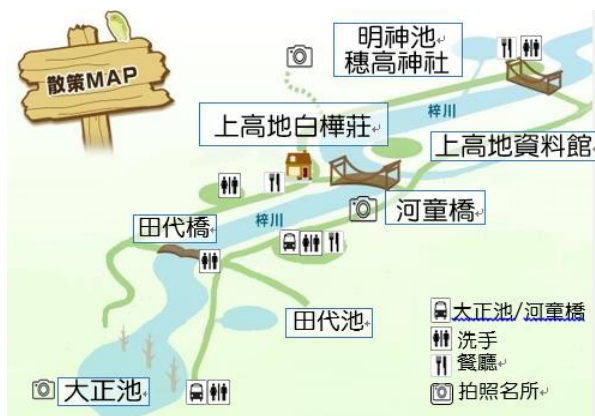 散策MAP
明神池
穗高神社
梓川
上高地白樺莊
上高地資料館
河童橋
梓川
田代橋
田代池
大正池
大正池/河童橋
洗手
餐廳
拍照名所